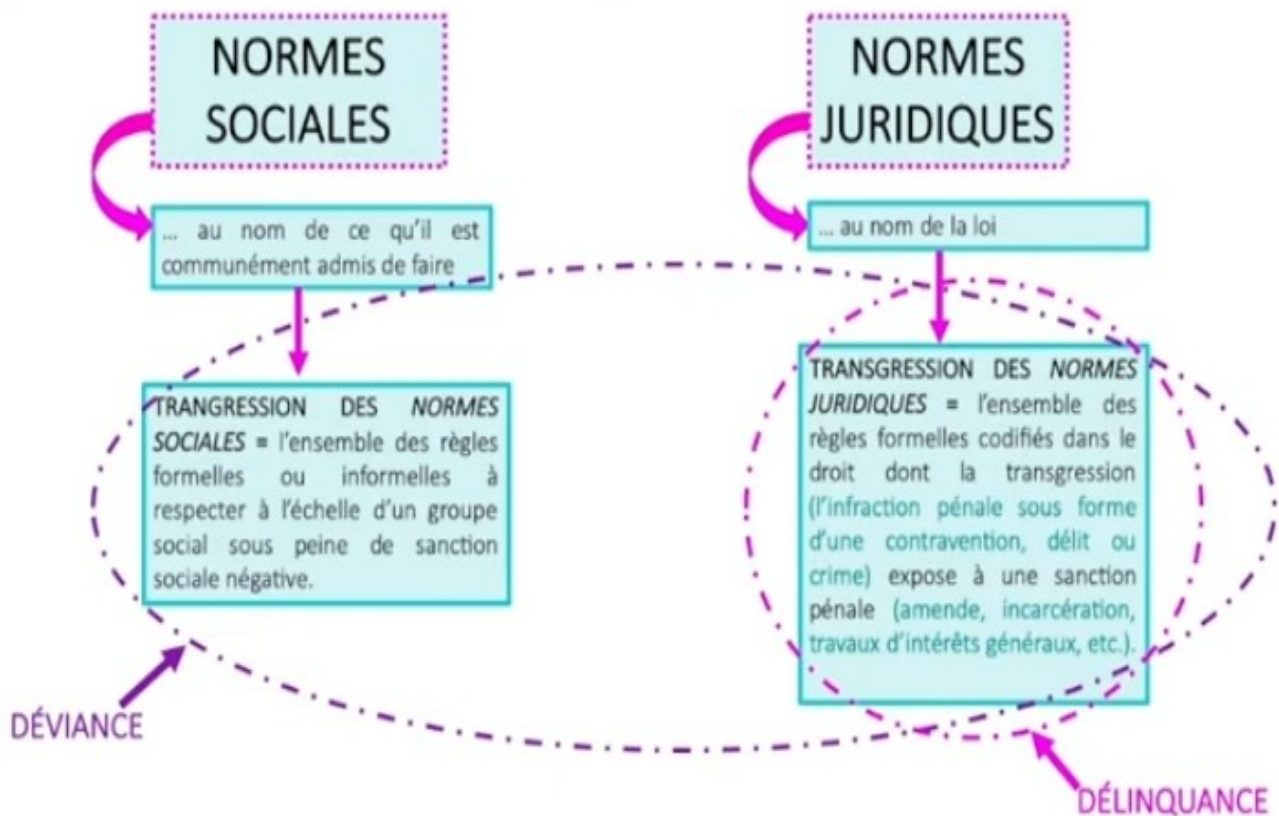 NORMES
SOCIALES
... au nom de ce qu'il est
communément admis de faire
TRANGRESSION DES NORMES
SOCIALES = l'ensemble des règles
formelles ou informelles à
respecter à l'échelle d'un groupe
social sous peine de sanction
sociale négative.
DÉVIANCE
NORMES
JURIDIQUES
... au nom de la loi
TRANSGRESSION DES NORMES
JURIDIQUES = l'ensemble des
règles formelles codifiés dans le
droit dont la transgression
(l'infraction pénale sous forme
d'une contravention, délit ou
crime) expose à une sanction
pénale (amende, incarcération,
travaux d'intérêts généraux, etc.).
DÉLINQUANCE